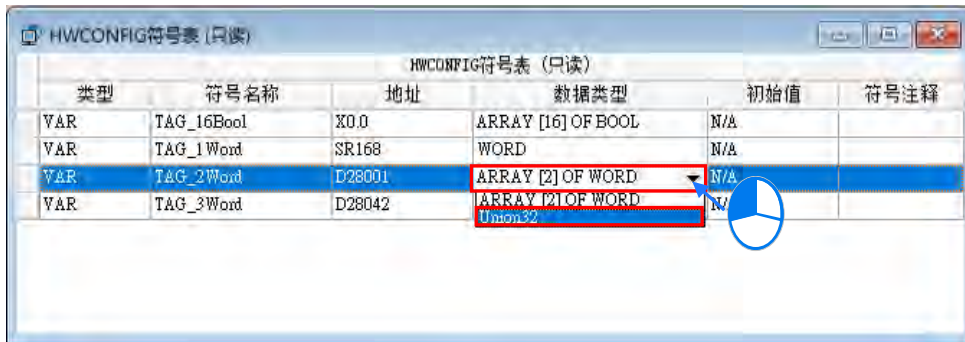 HWCONFIG符号表 (只读)
HWCONFIG符号表 (只读)
类型 符号名称 地址 数据类型 初始值 符号注释
VAR TAG_16Bool X0.0 ARRAY [16] OF BOOL N/A
VAR TAG_1Word SR168 WORD N/A
VAR TAG_2Word D28001 ARRAY [2] OF WORD N/A
VAR TAG_3Word D28042 ARRAY [2] OF WORD
Union32